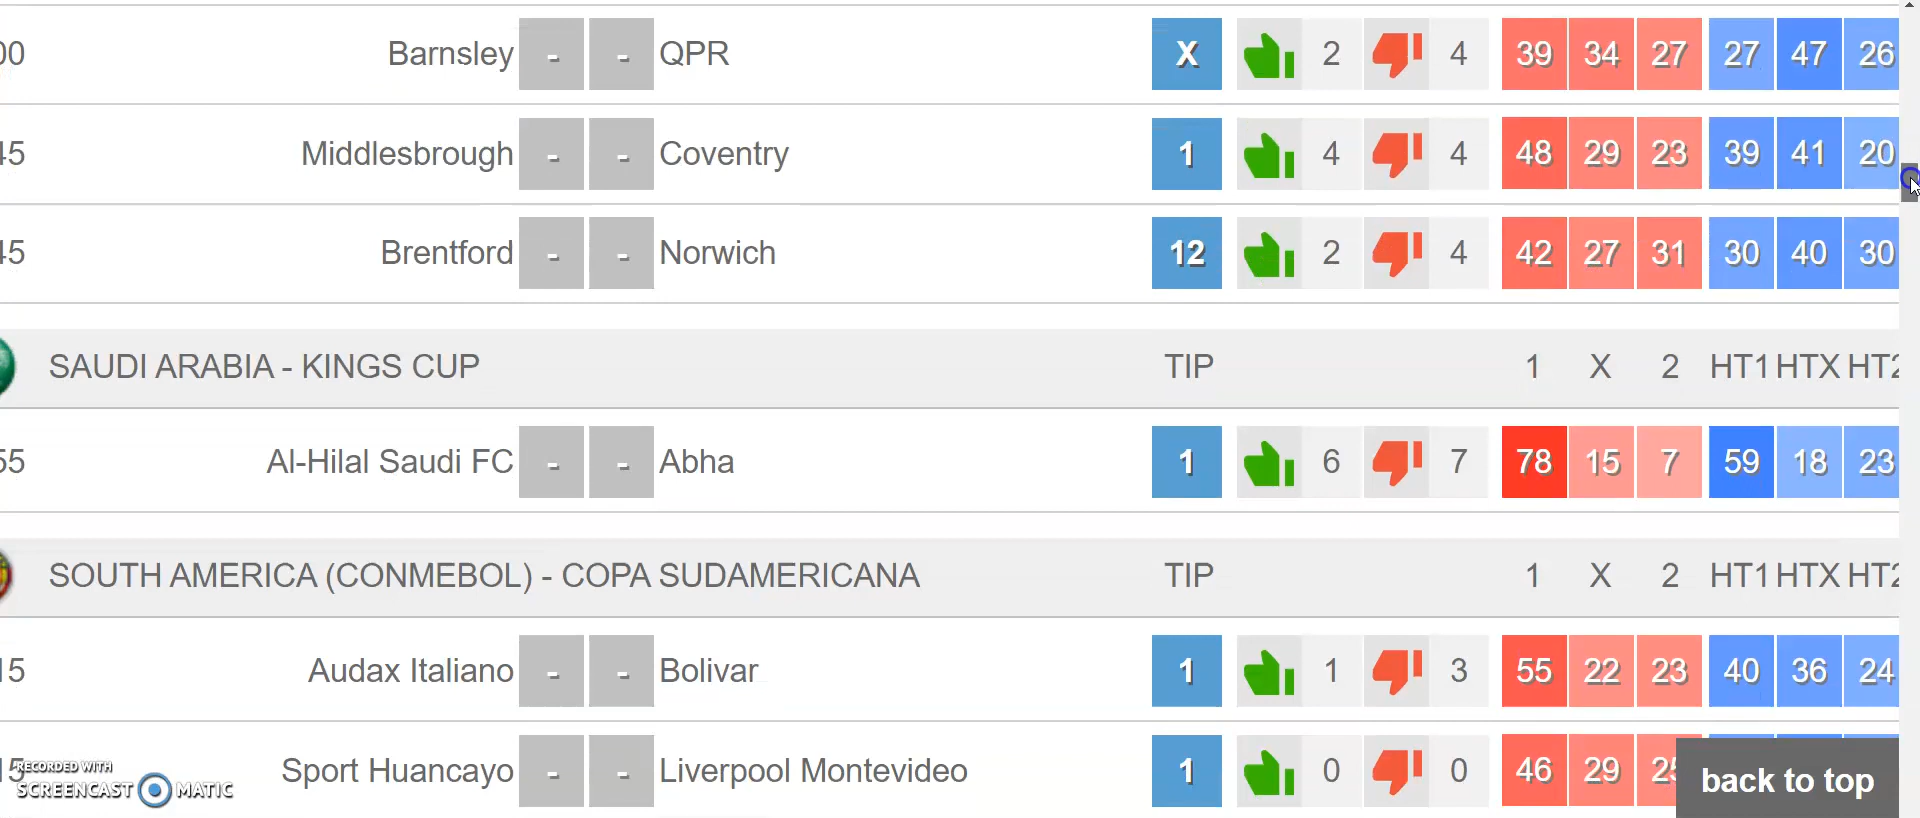 00 Barnsley - - QPR X 2 4 39 34 27 27 47 26
45 Middlesbrough - - Coventry 1 4 4 48 29 23 39 41 20
45 Brentford - - Norwich 12 2 4 42 27 31 30 40 30
SAUDI ARABIA - KINGS CUP TIP 1 X 2 HT1 HTX HT2
55 Al-Hilal Saudi FC - - Abha 1 6 7 78 15 7 59 18 23
SOUTH AMERICA (CONMEBOL) - COPA SUDAMERICANA TIP 1 X 2 HT1 HTX HT2
15 Audax Italiano - - Bolivar 1 1 3 55 22 23 40 36 24
15 Sport Huancayo - - Liverpool Montevideo 1 0 0 46 29 25
back to top
RECORDED WITH
SCREENCAST MATIC